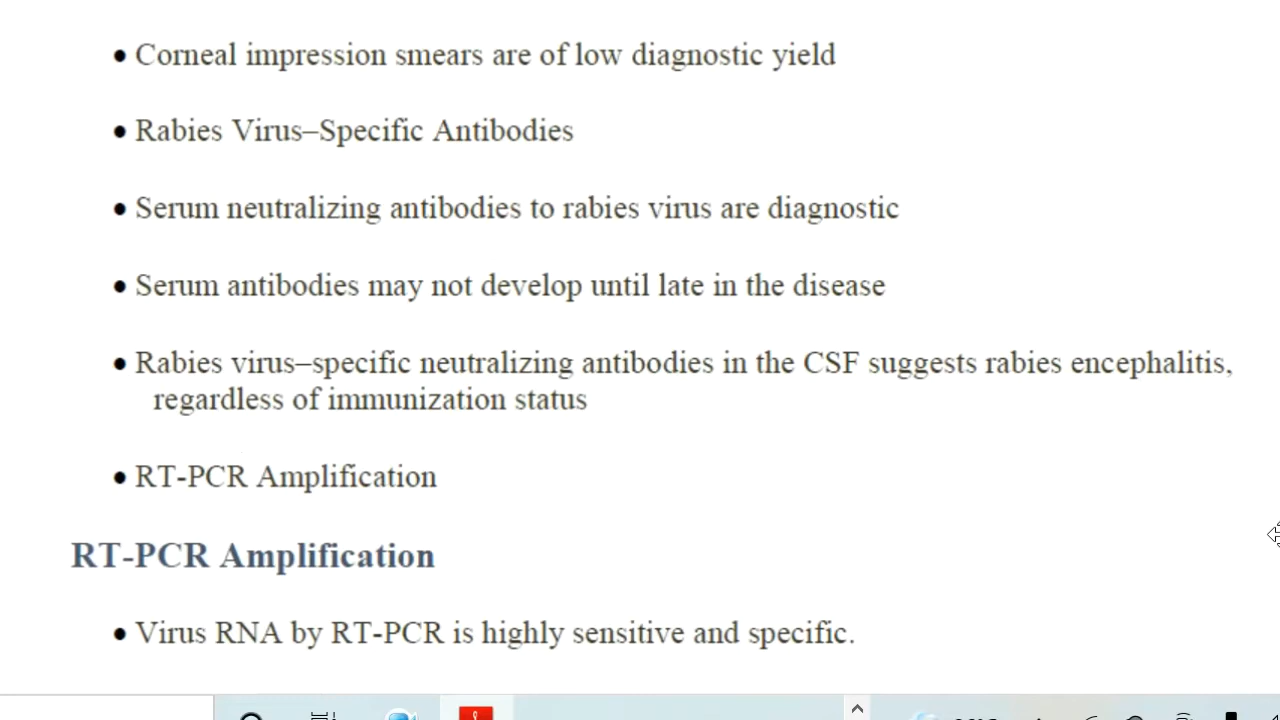 • Corneal impression smears are of low diagnostic yield
• Rabies Virus–Specific Antibodies
• Serum neutralizing antibodies to rabies virus are diagnostic
• Serum antibodies may not develop until late in the disease
• Rabies virus–specific neutralizing antibodies in the CSF suggests rabies encephalitis,
regardless of immunization status
• RT-PCR Amplification
RT-PCR Amplification
• Virus RNA by RT-PCR is highly sensitive and specific.